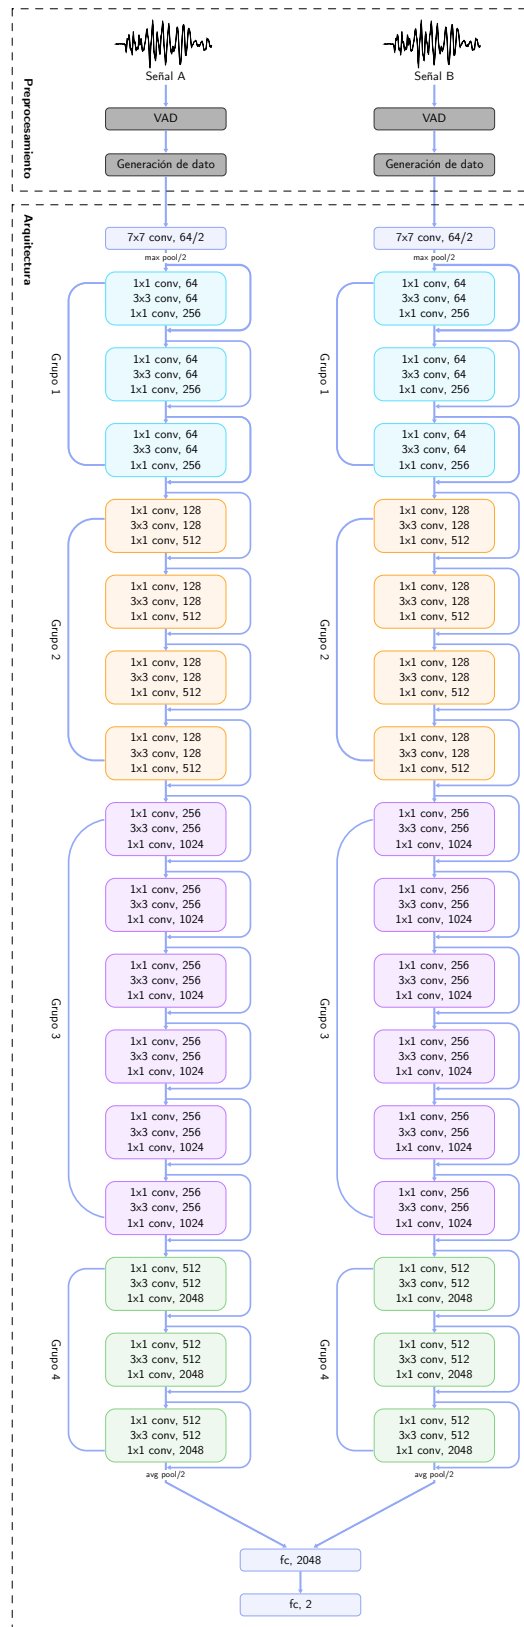 Preprocesamiento
Señal A
VAD
Generación de dato
Señal B
VAD
Generación de dato
Arquitectura
7x7 conv, 64/2
max pool/2
Grupo 1
1x1 conv, 64
3x3 conv, 64
1x1 conv, 256
1x1 conv, 64
3x3 conv, 64
1x1 conv, 256
1x1 conv, 64
3x3 conv, 64
1x1 conv, 256
Grupo 2
1x1 conv, 128
3x3 conv, 128
1x1 conv, 512
1x1 conv, 128
3x3 conv, 128
1x1 conv, 512
1x1 conv, 128
3x3 conv, 128
1x1 conv, 512
1x1 conv, 128
3x3 conv, 128
1x1 conv, 512
Grupo 3
1x1 conv, 256
3x3 conv, 256
1x1 conv, 1024
1x1 conv, 256
3x3 conv, 256
1x1 conv, 1024
1x1 conv, 256
3x3 conv, 256
1x1 conv, 1024
1x1 conv, 256
3x3 conv, 256
1x1 conv, 1024
1x1 conv, 256
3x3 conv, 256
1x1 conv, 1024
1x1 conv, 256
3x3 conv, 256
1x1 conv, 1024
Grupo 4
1x1 conv, 512
3x3 conv, 512
1x1 conv, 2048
1x1 conv, 512
3x3 conv, 512
1x1 conv, 2048
1x1 conv, 512
3x3 conv, 512
1x1 conv, 2048
avg pool/2
7x7 conv, 64/2
max pool/2
Grupo 1
1x1 conv, 64
3x3 conv, 64
1x1 conv, 256
1x1 conv, 64
3x3 conv, 64
1x1 conv, 256
1x1 conv, 64
3x3 conv, 64
1x1 conv, 256
Grupo 2
1x1 conv, 128
3x3 conv, 128
1x1 conv, 512
1x1 conv, 128
3x3 conv, 128
1x1 conv, 512
1x1 conv, 128
3x3 conv, 128
1x1 conv, 512
1x1 conv, 128
3x3 conv, 128
1x1 conv, 512
Grupo 3
1x1 conv, 256
3x3 conv, 256
1x1 conv, 1024
1x1 conv, 256
3x3 conv, 256
1x1 conv, 1024
1x1 conv, 256
3x3 conv, 256
1x1 conv, 1024
1x1 conv, 256
3x3 conv, 256
1x1 conv, 1024
1x1 conv, 256
3x3 conv, 256
1x1 conv, 1024
1x1 conv, 256
3x3 conv, 256
1x1 conv, 1024
Grupo 4
1x1 conv, 512
3x3 conv, 512
1x1 conv, 2048
1x1 conv, 512
3x3 conv, 512
1x1 conv, 2048
1x1 conv, 512
3x3 conv, 512
1x1 conv, 2048
avg pool/2
fc, 2048
fc, 2